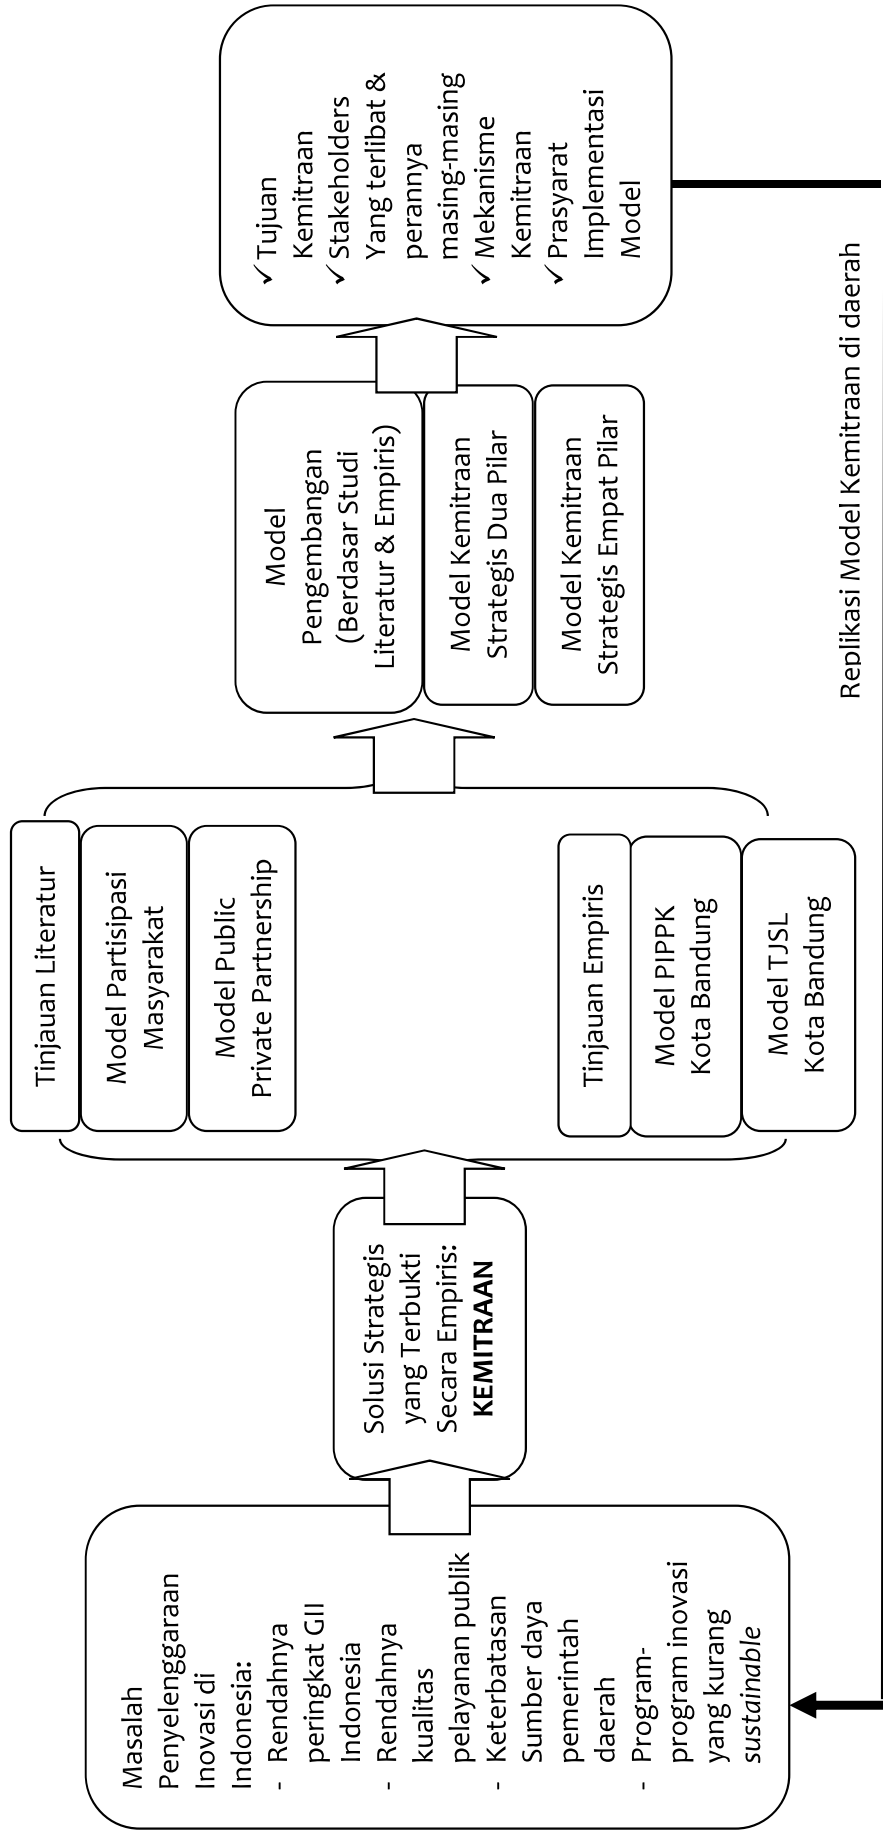 Masalah
Penyelenggaraan
Inovasi di
Indonesia:
- Rendahnya
peringkat GII
Indonesia
- Rendahnya
kualitas
pelayanan publik
- Keterbatasan
Sumber daya
pemerintah
daerah
- Program-
program inovasi
yang kurang
sustainable
Solusi Strategis
yang Terbukti
Secara Empiris:
KEMITRAAN
Tinjauan Literatur
Model Partisipasi
Masyarakat
Model Public
Private Partnership
Tinjauan Empiris
Model PIPPK
Kota Bandung
Model TJSL
Kota Bandung
Model
Pengembangan
(Berdasar Studi
Literatur & Empiris)
Model Kemitraan
Strategis Dua Pilar
Model Kemitraan
Strategis Empat Pilar
✓ Tujuan
Kemitraan
✓ Stakeholders
Yang terlibat &
perannya
masing-masing
✓ Mekanisme
Kemitraan
✓ Prasyarat
Implementasi
Model
Replikasi Model Kemitraan di daerah